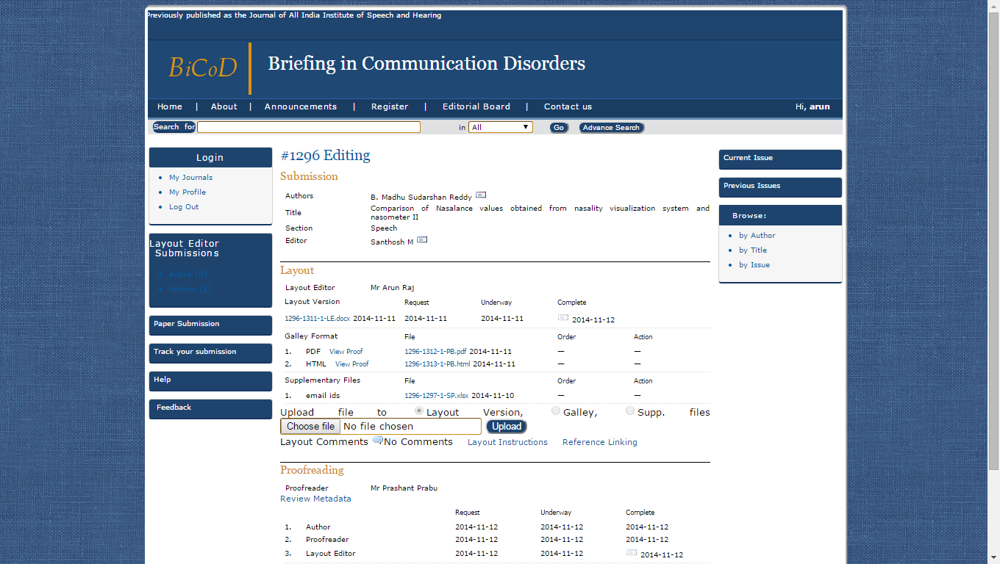 Previously published as the Journal of All India Institute of Speech and Hearing
BiCoD
Briefing in Communication Disorders
Home | About | Announcements | Register | Editorial Board | Contact us
Hi, arun
Search for
in All
Go
Advance Search
Login
My Journals
My Profile
Log Out
Layout Editor
Submissions
Active (0)
Archive (2)
Paper Submission
Track your submission
Help
Feedback
#1296 Editing
Submission
Authors B. Madhu Sudarshan Reddy
Title Comparison of Nasalance values obtained from nasality visualization system and
nasometer II
Section Speech
Editor Santhosh M
Layout
Layout Editor Mr Arun Raj
Layout Version Request Underway Complete
1296-1311-1-LE.docx 2014-11-11 2014-11-11 2014-11-11 2014-11-12
Galley Format File Order Action
1. PDF View Proof 1296-1312-1-PB.pdf 2014-11-11 — —
2. HTML View Proof 1296-1313-1-PB.html 2014-11-11 — —
Supplementary Files File Order Action
1. email ids 1296-1297-1-SP.xlsx 2014-11-10 — —
Upload file to Layout Version, Galley, Supp. files
Choose file No file chosen Upload
Layout Comments No Comments Layout Instructions Reference Linking
Proofreading
Proofreader Mr Prashant Prabu
Review Metadata
Request Underway Complete
1. Author 2014-11-12 2014-11-12 2014-11-12
2. Proofreader 2014-11-12 2014-11-12 2014-11-12
3. Layout Editor 2014-11-12 2014-11-12 2014-11-12
Current Issue
Previous Issues
Browse:
by Author
by Title
by Issue